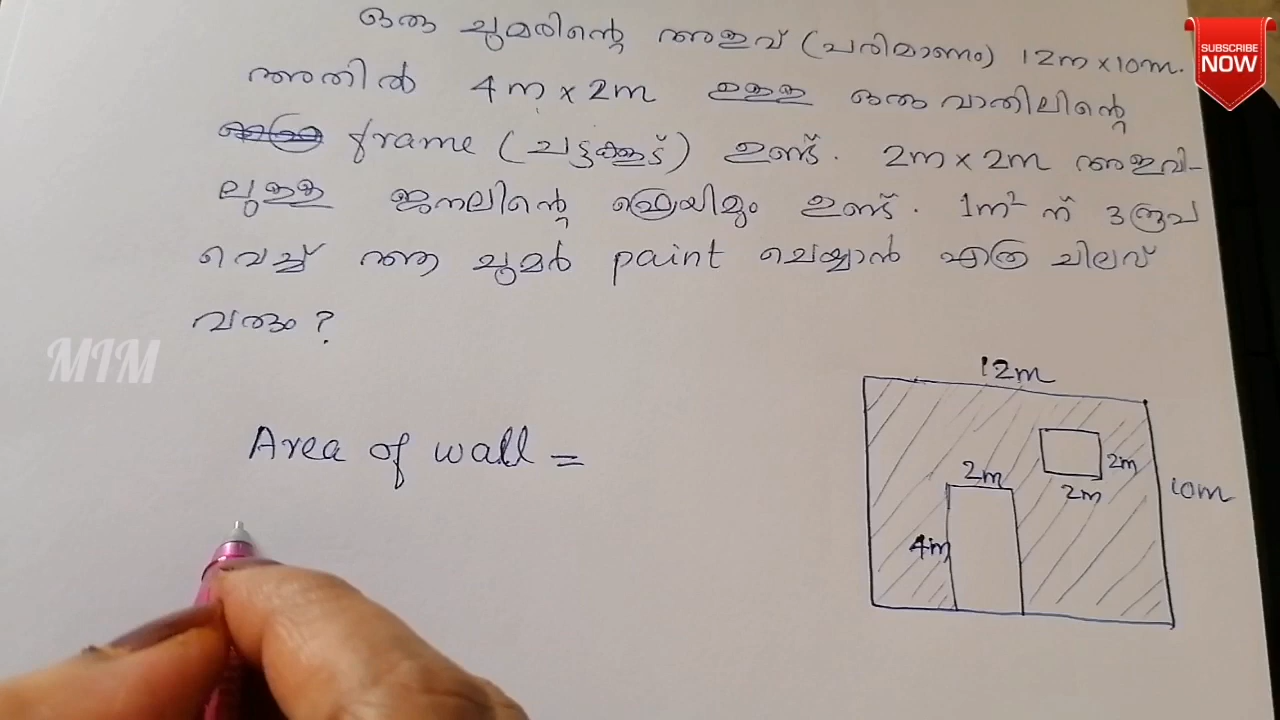 ഒരു ചുമരിന്റെ അളവ് (പരിമാണം) 12m x 10m.
അതിൽ 4m x 2m ഉള്ള ഒരു വാതിലിന്റെ
frame (ചട്ടക്കൂട്) ഉണ്ട്. 2m x 2m അളവി-
ലുള്ള ജനലിന്റെ ഫ്രെയിമും ഉണ്ട്. 1m² ന് 3 രൂപ
വെച്ച് ആ ചുമർ paint ചെയ്യാൻ എത്ര ചിലവ്
വരും?
SUBSCRIBE
NOW
MIM
Area of wall =
12m
2m
2m
2m
10m
4m